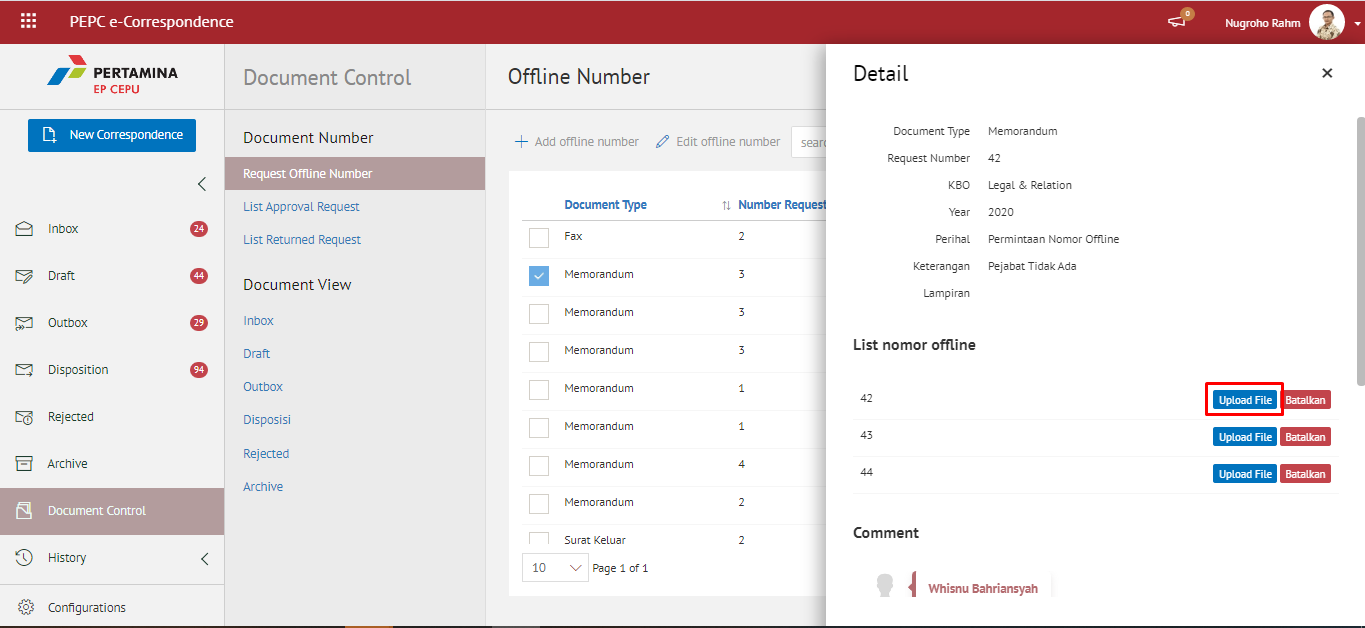 PEPC e-Correspondence
0
Nugroho Rahm
PERTAMINA
EP CEPU
New Correspondence
Inbox 24
Draft 44
Outbox 29
Disposition 94
Rejected
Archive
Document Control
History
Configurations
Document Control
Document Number
Request Offline Number
List Approval Request
List Returned Request
Document View
Inbox
Draft
Outbox
Disposisi
Rejected
Archive
Offline Number
Add offline number Edit offline number searc
Document Type Number Request
Fax 2
Memorandum 3
Memorandum 3
Memorandum 3
Memorandum 1
Memorandum 1
Memorandum 4
Memorandum 2
Surat Keluar 2
10 Page 1 of 1
Detail
Document Type Memorandum
Request Number 42
KBO Legal & Relation
Year 2020
Perihal Permintaan Nomor Offline
Keterangan Pejabat Tidak Ada
Lampiran
List nomor offline
42 Upload File Batalkan
43 Upload File Batalkan
44 Upload File Batalkan
Comment
Whisnu Bahriansyah